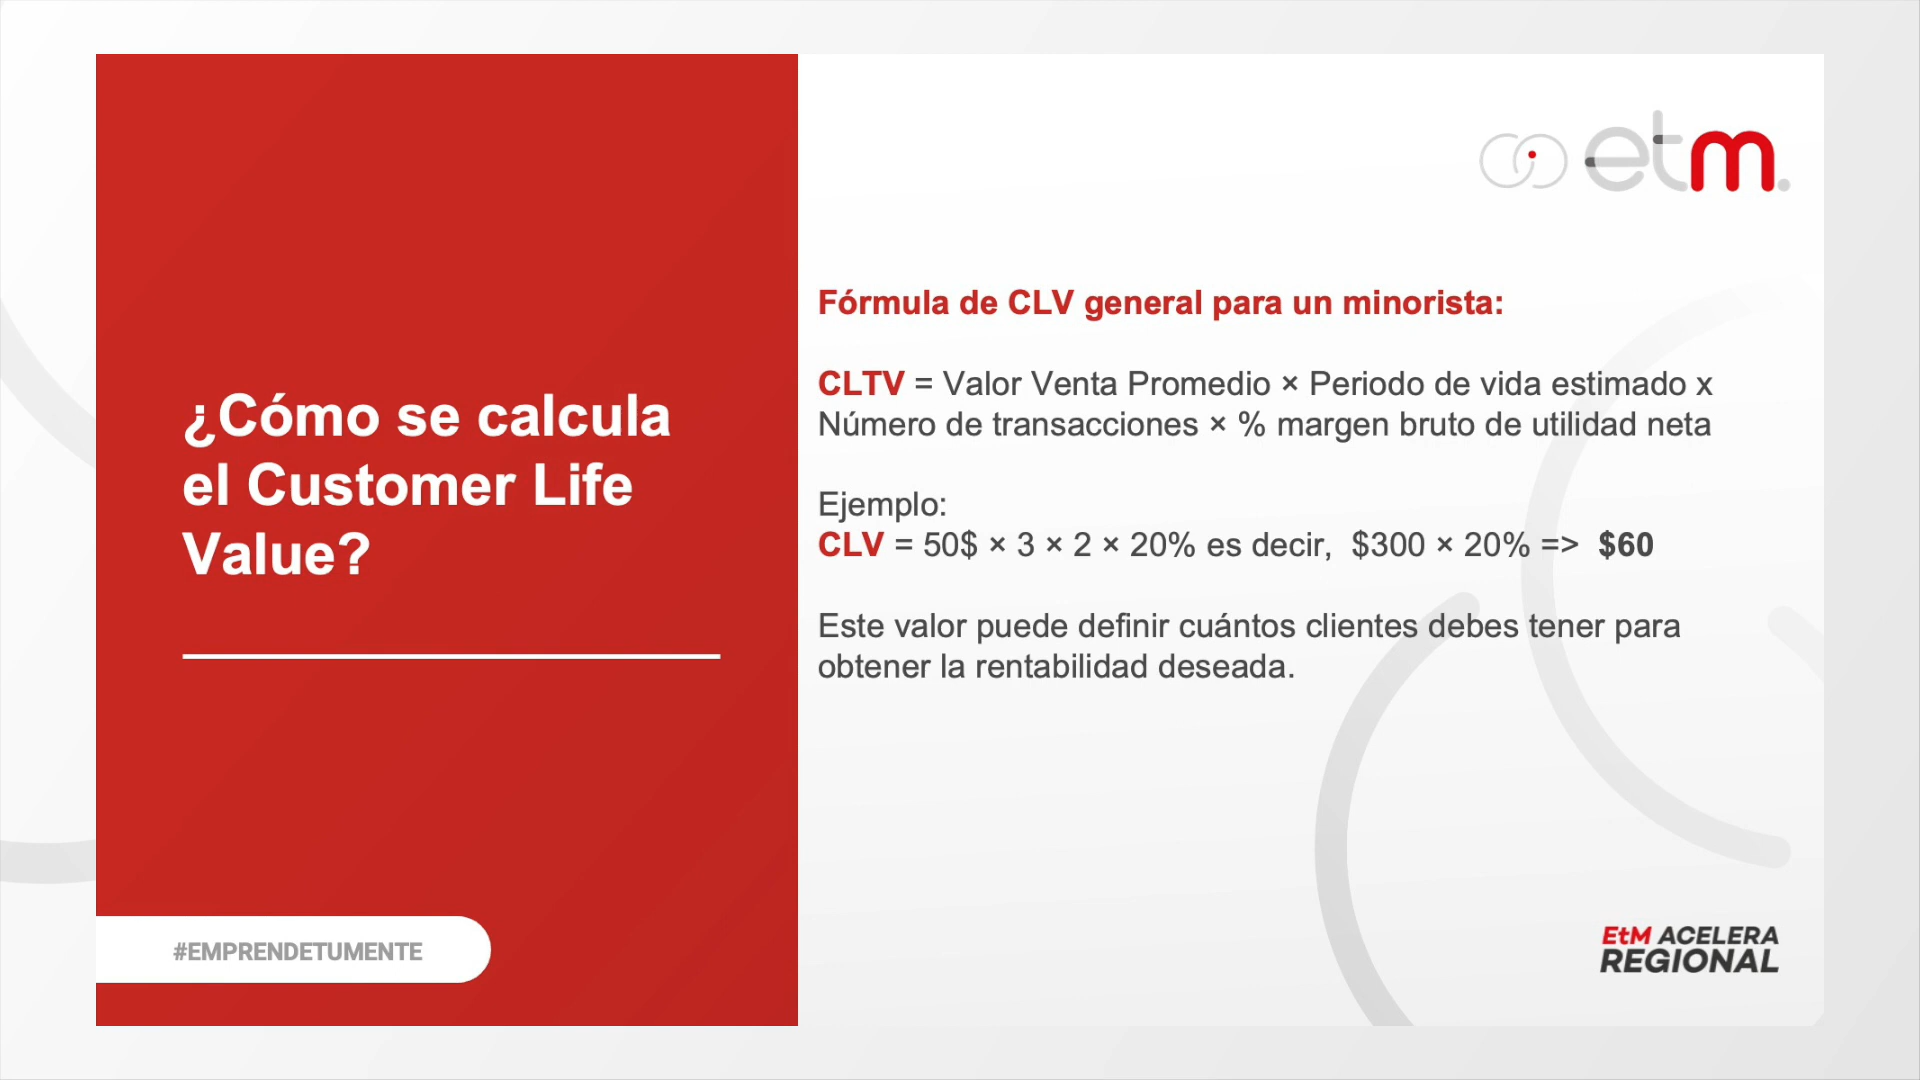 etm.
¿Cómo se calcula
el Customer Life
Value?
#EMPRENDETUMENTE
Fórmula de CLV general para un minorista:
CLTV = Valor Venta Promedio × Periodo de vida estimado x
Número de transacciones × % margen bruto de utilidad neta
Ejemplo:
CLV = 50$ × 3 × 2 × 20% es decir,  $300 × 20% =>  $60
Este valor puede definir cuántos clientes debes tener para
obtener la rentabilidad deseada.
EtM ACELERA
REGIONAL